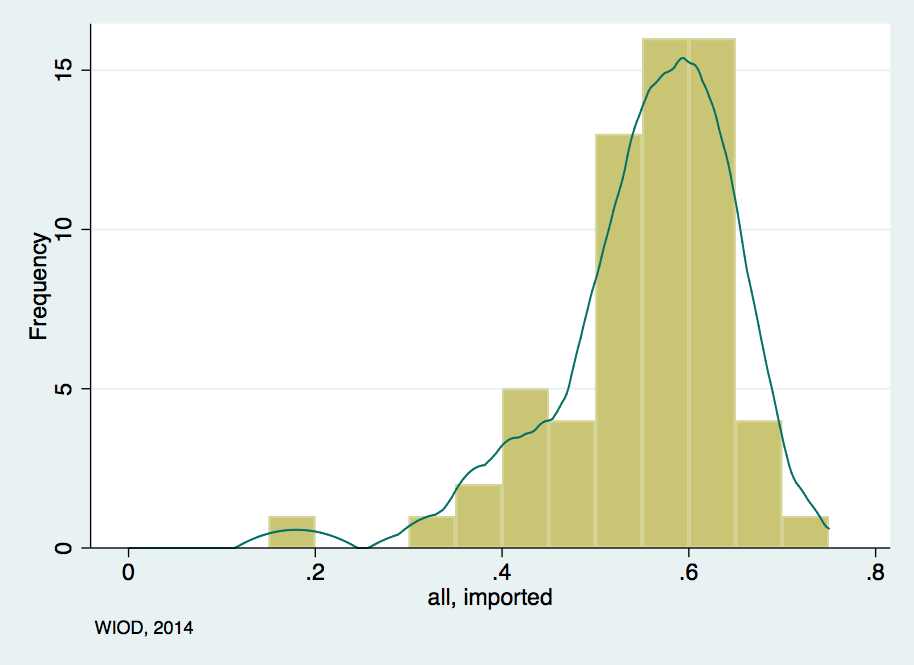 Frequency
15
10
5
0
0 .2 .4 .6 .8
all, imported
WIOD, 2014